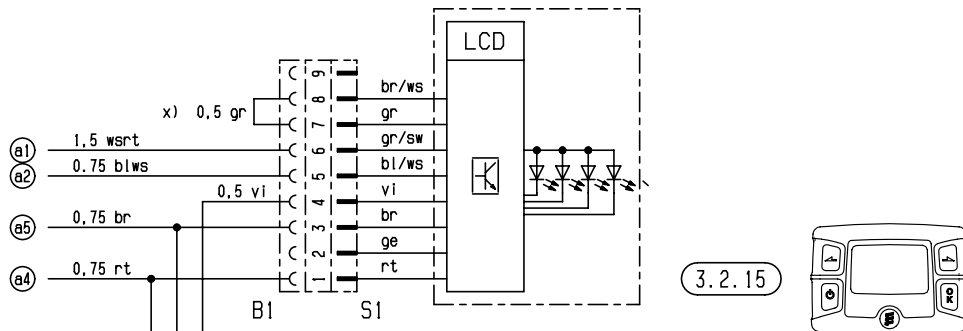 LCD
9
8 br/ws
x) 0,5 gr
7 gr
a1 1,5 wsrt 6 gr/sw
a2 0.75 blws 5 bl/ws
0,5 vi 4 vi
a5 0,75 br 3 br
2 ge
a4 0,75 rt 1 rt
B1 S1
3.2.15
OK